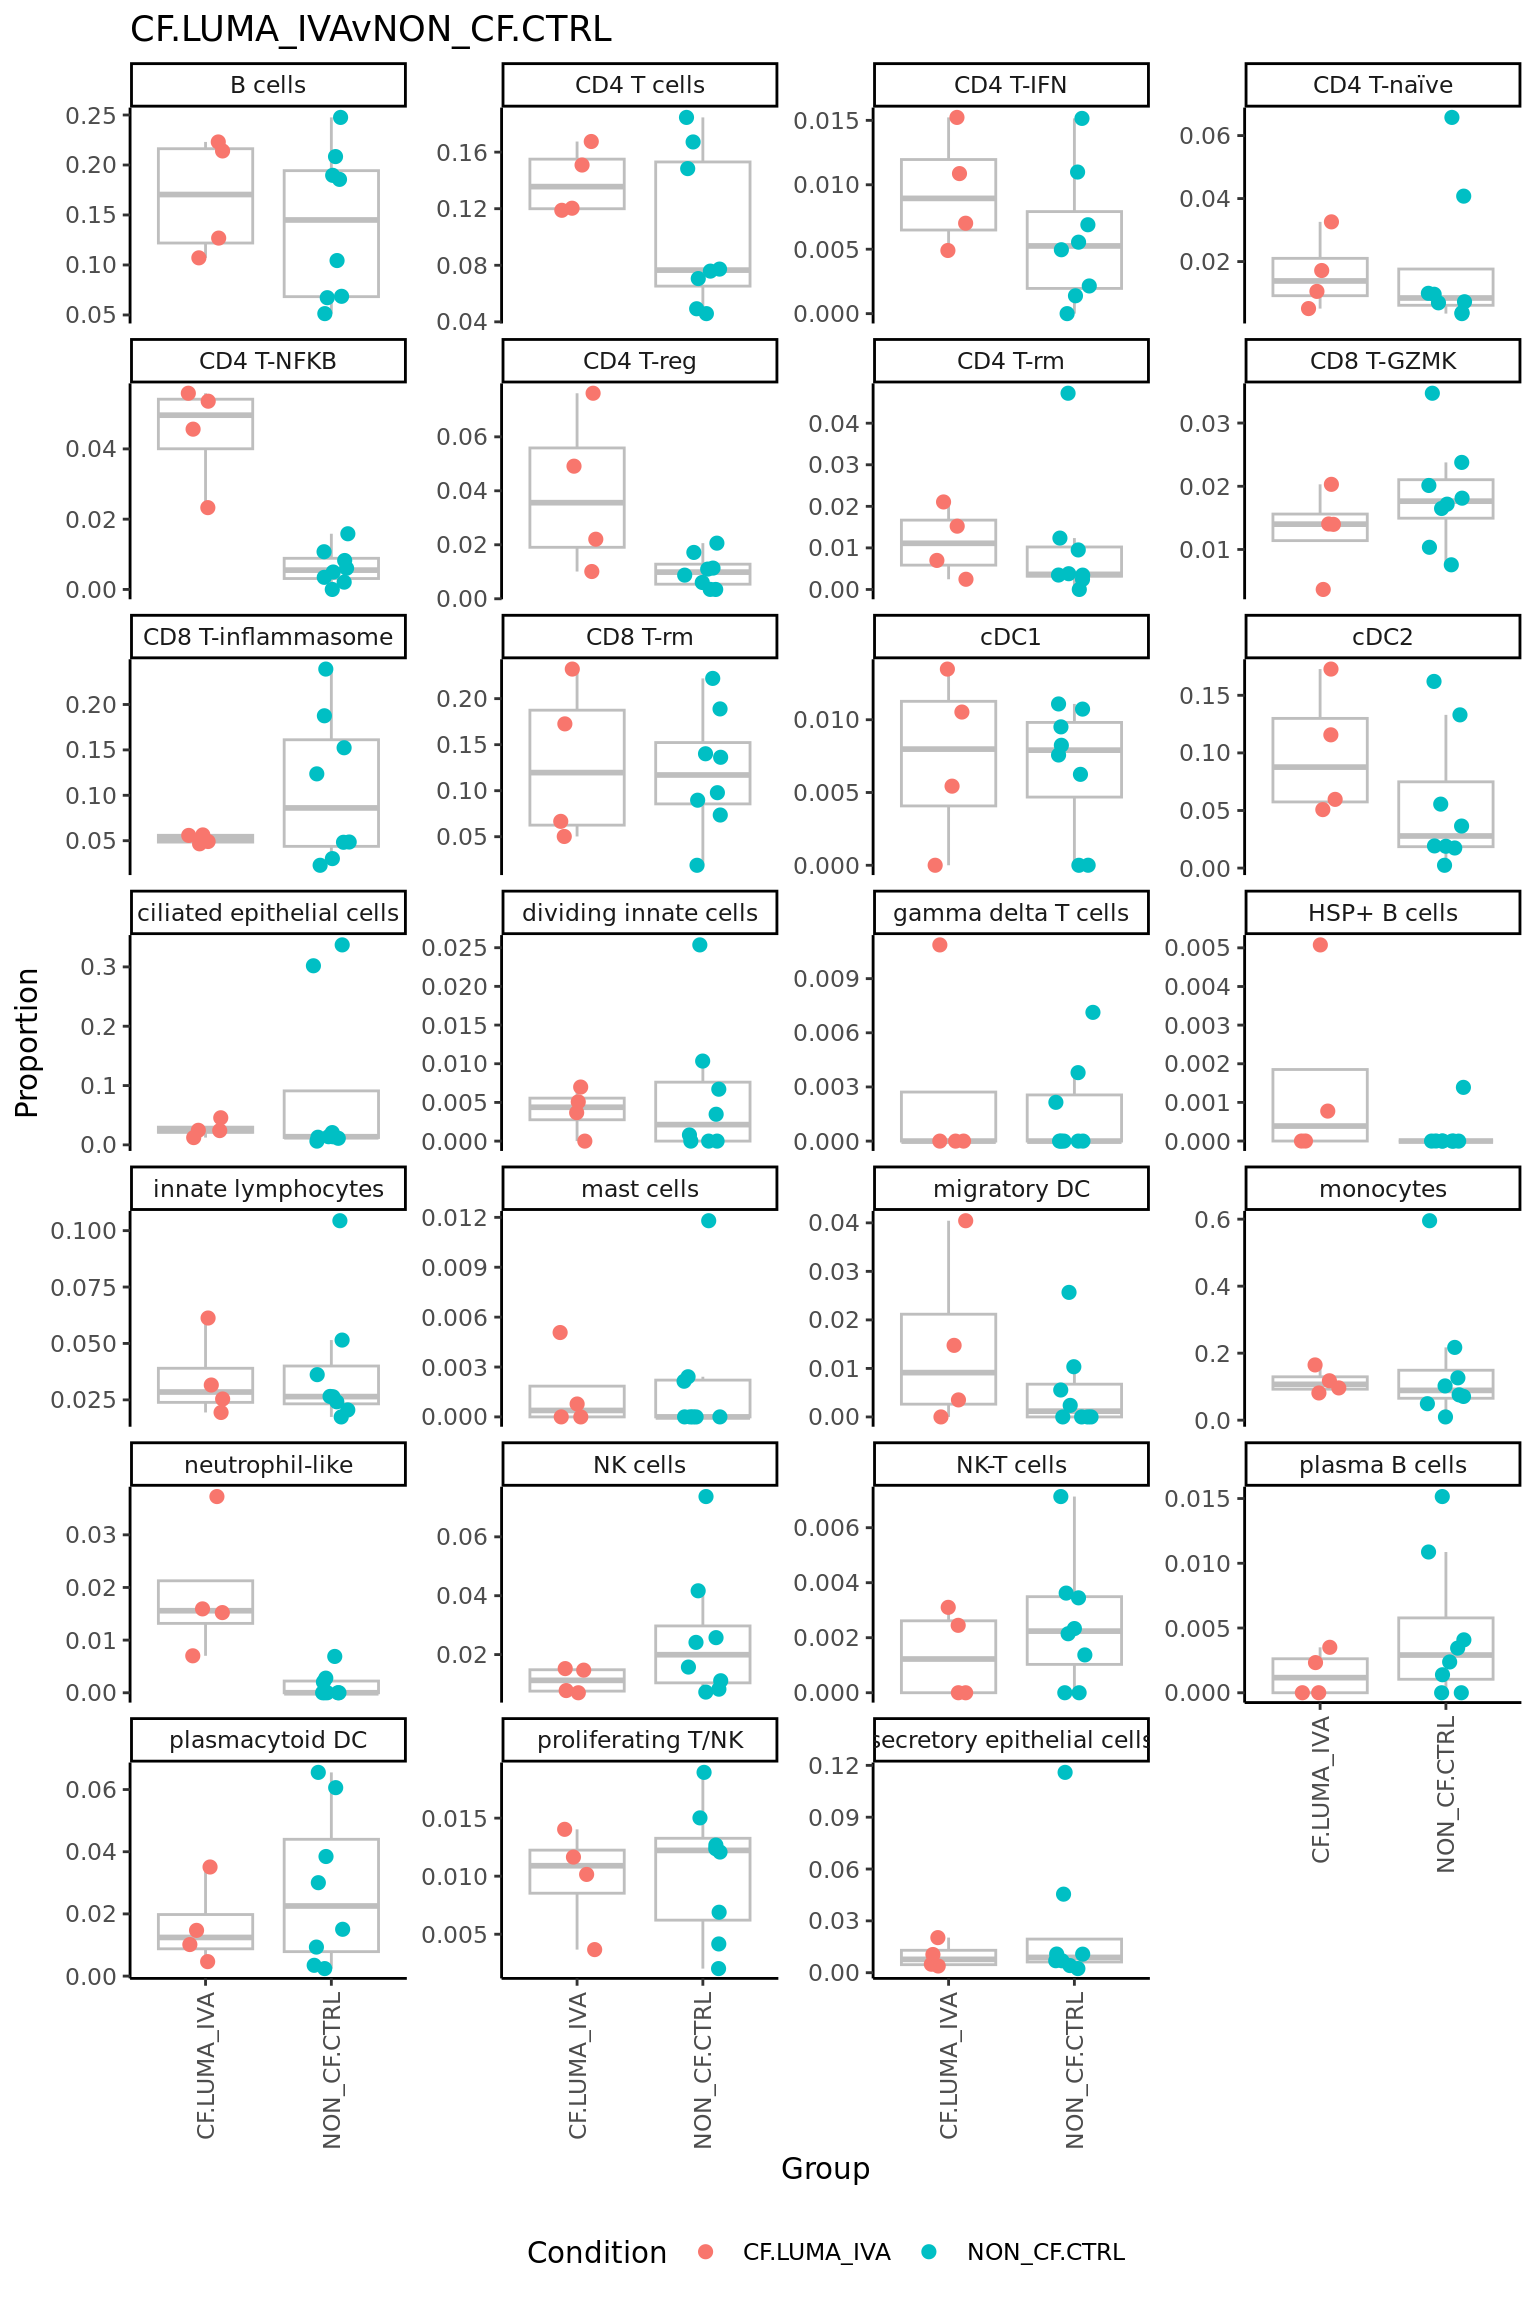 CF.LUMA_IVAvNON_CF.CTRL
B cells
CD4 T cells
CD4 T-IFN
CD4 T-naïve
0.25
0.20
0.15
0.10
0.05
0.16
0.12
0.08
0.04
0.015
0.010
0.005
0.000
0.06
0.04
0.02
CD4 T-NFKB
CD4 T-reg
CD4 T-rm
CD8 T-GZMK
0.04
0.02
0.00
0.06
0.04
0.02
0.00
0.04
0.03
0.02
0.01
0.00
0.03
0.02
0.01
CD8 T-inflammasome
CD8 T-rm
cDC1
cDC2
0.20
0.15
0.10
0.05
0.20
0.15
0.10
0.05
0.010
0.005
0.000
0.15
0.10
0.05
0.00
ciliated epithelial cells
dividing innate cells
gamma delta T cells
HSP+ B cells
0.3
0.2
0.1
0.0
0.025
0.020
0.015
0.010
0.005
0.000
0.009
0.006
0.003
0.000
0.005
0.004
0.003
0.002
0.001
0.000
innate lymphocytes
mast cells
migratory DC
monocytes
0.100
0.075
0.050
0.025
0.012
0.009
0.006
0.003
0.000
0.04
0.03
0.02
0.01
0.00
0.6
0.4
0.2
0.0
neutrophil-like
NK cells
NK-T cells
plasma B cells
0.03
0.02
0.01
0.00
0.06
0.04
0.02
0.006
0.004
0.002
0.000
0.015
0.010
0.005
0.000
CF.LUMA_IVA
NON_CF.CTRL
plasmacytoid DC
proliferating T/NK
secretory epithelial cells
0.06
0.04
0.02
0.00
0.015
0.010
0.005
0.12
0.09
0.06
0.03
0.00
CF.LUMA_IVA
NON_CF.CTRL
CF.LUMA_IVA
NON_CF.CTRL
CF.LUMA_IVA
NON_CF.CTRL
Proportion
Group
Condition
CF.LUMA_IVA
NON_CF.CTRL